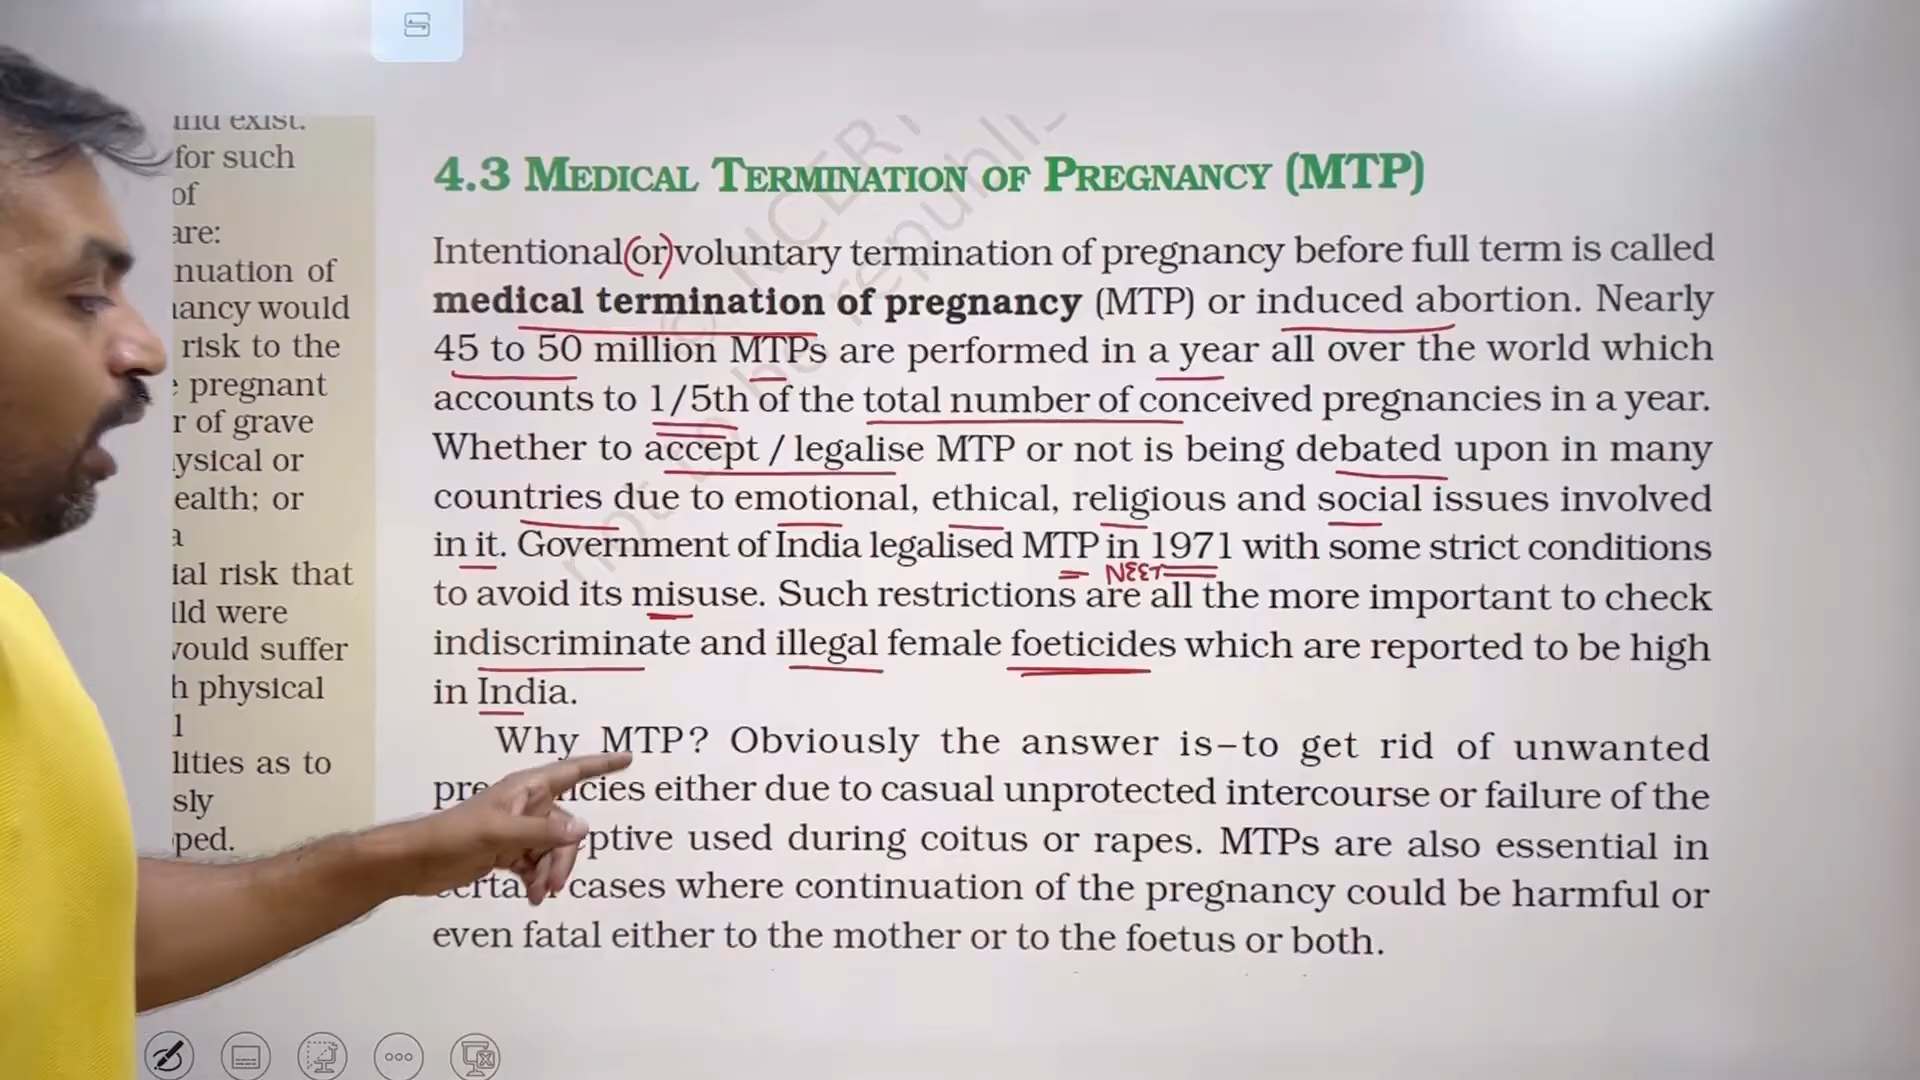 for such
of
are:
nuation of
ancy would
risk to the
pregnant
r of grave
ysical or
ealth; or
a
ial risk that
ld were
would suffer
h physical
l
lities as to
sly
ped.
4.3 MEDICAL TERMINATION OF PREGNANCY (MTP)
Intentional (or) voluntary termination of pregnancy before full term is called
medical termination of pregnancy (MTP) or induced abortion. Nearly
45 to 50 million MTPs are performed in a year all over the world which
accounts to 1/5th of the total number of conceived pregnancies in a year.
Whether to accept / legalise MTP or not is being debated upon in many
countries due to emotional, ethical, religious and social issues involved
in it. Government of India legalised MTP in 1971 with some strict conditions
NEET
to avoid its misuse. Such restrictions are all the more important to check
indiscriminate and illegal female foeticides which are reported to be high
in India.
Why MTP? Obviously the answer is–to get rid of unwanted
pre cies either due to casual unprotected intercourse or failure of the
ptive used during coitus or rapes. MTPs are also essential in
cases where continuation of the pregnancy could be harmful or
even fatal either to the mother or to the foetus or both.
© NCERT
not to be republi